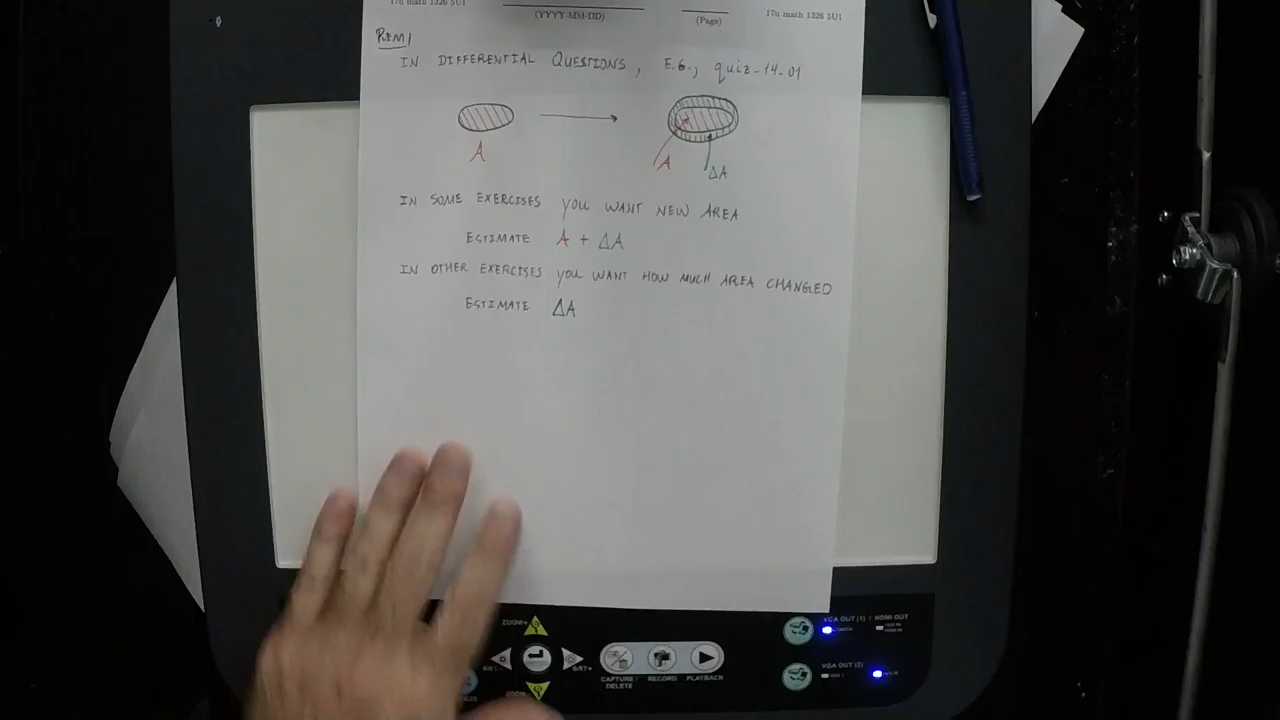 17u math 1326 5U1
(YYYY-MM-DD)
(Page)
17u math 1326 5U1
REM/
IN DIFFERENTIAL QUESTIONS, E.G., quiz-14-01
A
A
ΔA
IN SOME EXERCISES YOU WANT NEW AREA
ESTIMATE A + ΔA
IN OTHER EXERCISES YOU WANT HOW MUCH AREA CHANGED
ESTIMATE ΔA
ZOOM+
CAPTURE/
DELETE
RECORD
PLAYBACK
VGA OUT (1) / HDMI OUT
VGA OUT (2)